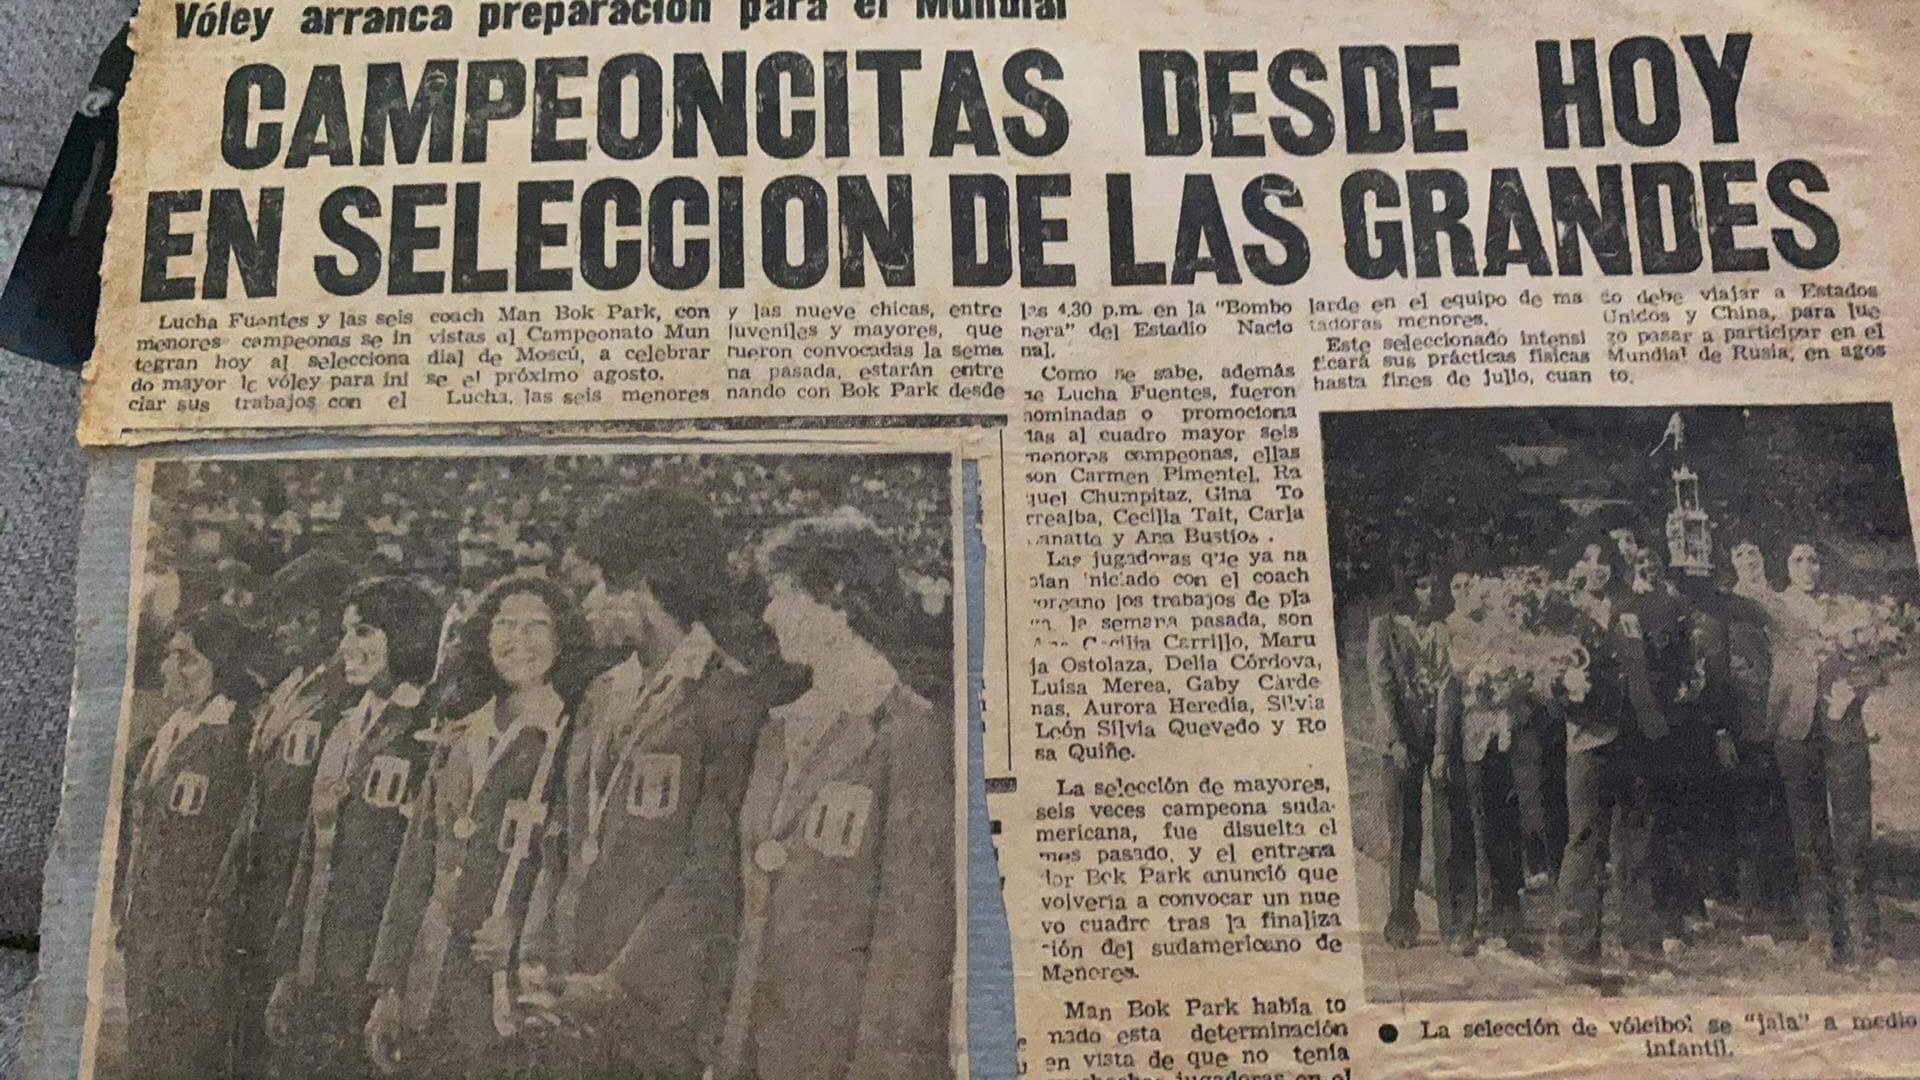 Vóley arranca preparación para el Mundial
CAMPEONCITAS DESDE HOY
EN SELECCION DE LAS GRANDES
Lucha Fuentes y las seis
menores campeonas se in
tegran hoy al selecciona
do mayor de vóley para ini
ciar sus trabajos con el
coach Man Bok Park, con
vistas al Campeonato Mun
dial de Moscú, a celebrar
se el próximo agosto.
Lucha, las seis menores
y las nueve chicas, entre
juveniles y mayores, que
fueron convocadas la sema
na pasada, estarán entre
nando con Bok Park desde
las 4.30 p.m. en la "Bombo
nera" del Estadio Nacio
nal.
Como se sabe, además
de Lucha Fuentes, fueron
nominadas o promociona
das al cuadro mayor seis
menores campeonas, ellas
son Carmen Pimentel, Ra
quel Chumpitaz, Gina To
rrealba, Cecilia Tait, Carla
y Ana Bustios.
Las jugadoras que ya ha
bían iniciado con el coach
coreano los trabajos de pla
la semana pasada, son
Cecilia Carrillo, Maru
ja Ostolaza, Delia Córdova,
Luisa Merea, Gaby Cárde
nas, Aurora Heredia, Silvia
León Silvia Quevedo y Ro
sa Quiñe.
La selección de mayores,
seis veces campeona suda-
mericana, fue disuelta el
mes pasado, y el entrena
dor Bok Park anunció que
volvería a convocar un nue
vo cuadro tras la finaliza
ción del sudamericano de
Menores.
Man Bok Park había to
mado esta determinación
en vista de que no tenía
muchas jugadoras en el
larde en el equipo de ma
tadoras menores.
Este seleccionado intensi
ficará sus prácticas físicas
hasta fines de julio, cuan
do debe viajar a Estados
Unidos y China, para lue
go pasar a participar en el
Mundial de Rusia, en agos
to.
● La selección de vóleibol se "jala" a medio
infantil.